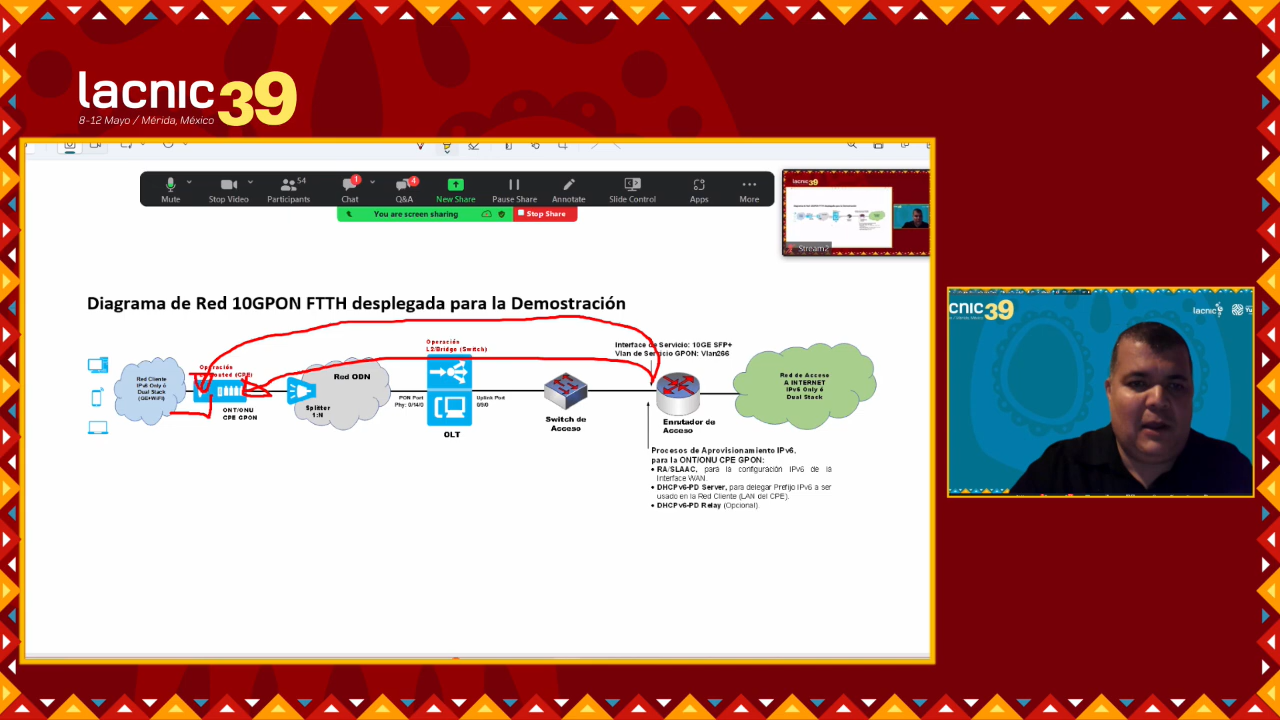 lacnic 39
8-12 Mayo / Mérida, México
Mute
Stop Video
Participants
54
Chat
1
Q&A
4
New Share
Pause Share
Annotate
Slide Control
Apps
More
You are screen sharing
Stop Share
lacnic39
Stream2
Diagrama de Red 10GPON FTTH desplegada para la Demostración
Red Cliente
IPv6 Only ó
Dual Stack
(GE+WiFi)
Operación
ONT/ONU
CPE GPON
Splitter
1:N
Red ODN
Operación
L2/Bridge (Switch)
PON Port
Phy: 0/14/0
Uplink Port
0/9/0
OLT
Switch de
Acceso
Interface de Servicio: 10GE SFP+
Vlan de Servicio GPON: Vlan266
Enrutador de
Acceso
Red de Acceso
A INTERNET
IPv6 Only ó
Dual Stack
Procesos de Aprovisionamiento IPv6,
para la ONT/ONU CPE GPON:
• RA/SLAAC, para la configuración IPv6 de la
Interface WAN.
• DHCPv6-PD Server, para delegar Prefijo IPv6 a ser
usado en la Red Cliente (LAN del CPE).
• DHCPv6-PD Relay (Opcional).
cnic39
lacnic